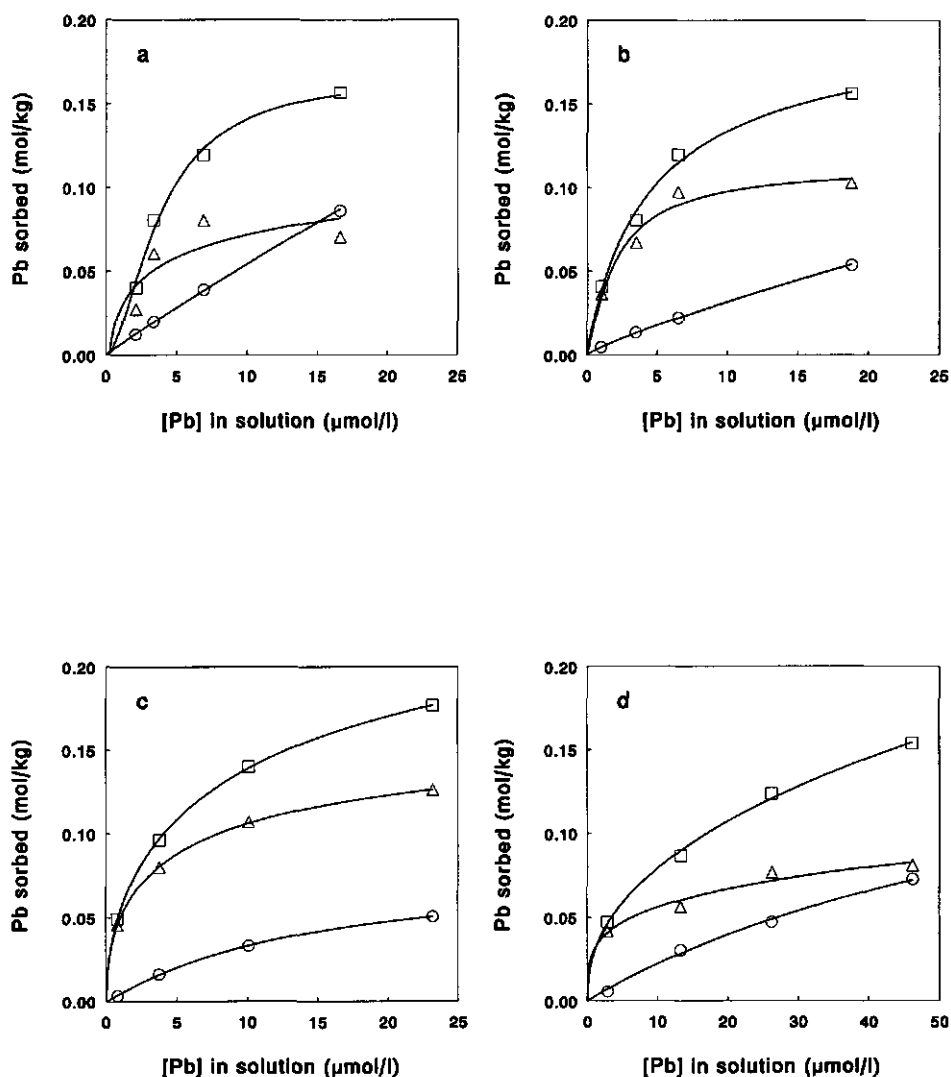 a
0.20
0.15
0.10
0.05
0.00
Pb sorbed (mol/kg)
0 5 10 15 20 25
[Pb] in solution (µmol/l)
b
0.20
0.15
0.10
0.05
0.00
Pb sorbed (mol/kg)
0 5 10 15 20 25
[Pb] in solution (µmol/l)
c
0.20
0.15
0.10
0.05
0.00
Pb sorbed (mol/kg)
0 5 10 15 20 25
[Pb] in solution (µmol/l)
d
0.20
0.15
0.10
0.05
0.00
Pb sorbed (mol/kg)
0 10 20 30 40 50
[Pb] in solution (µmol/l)